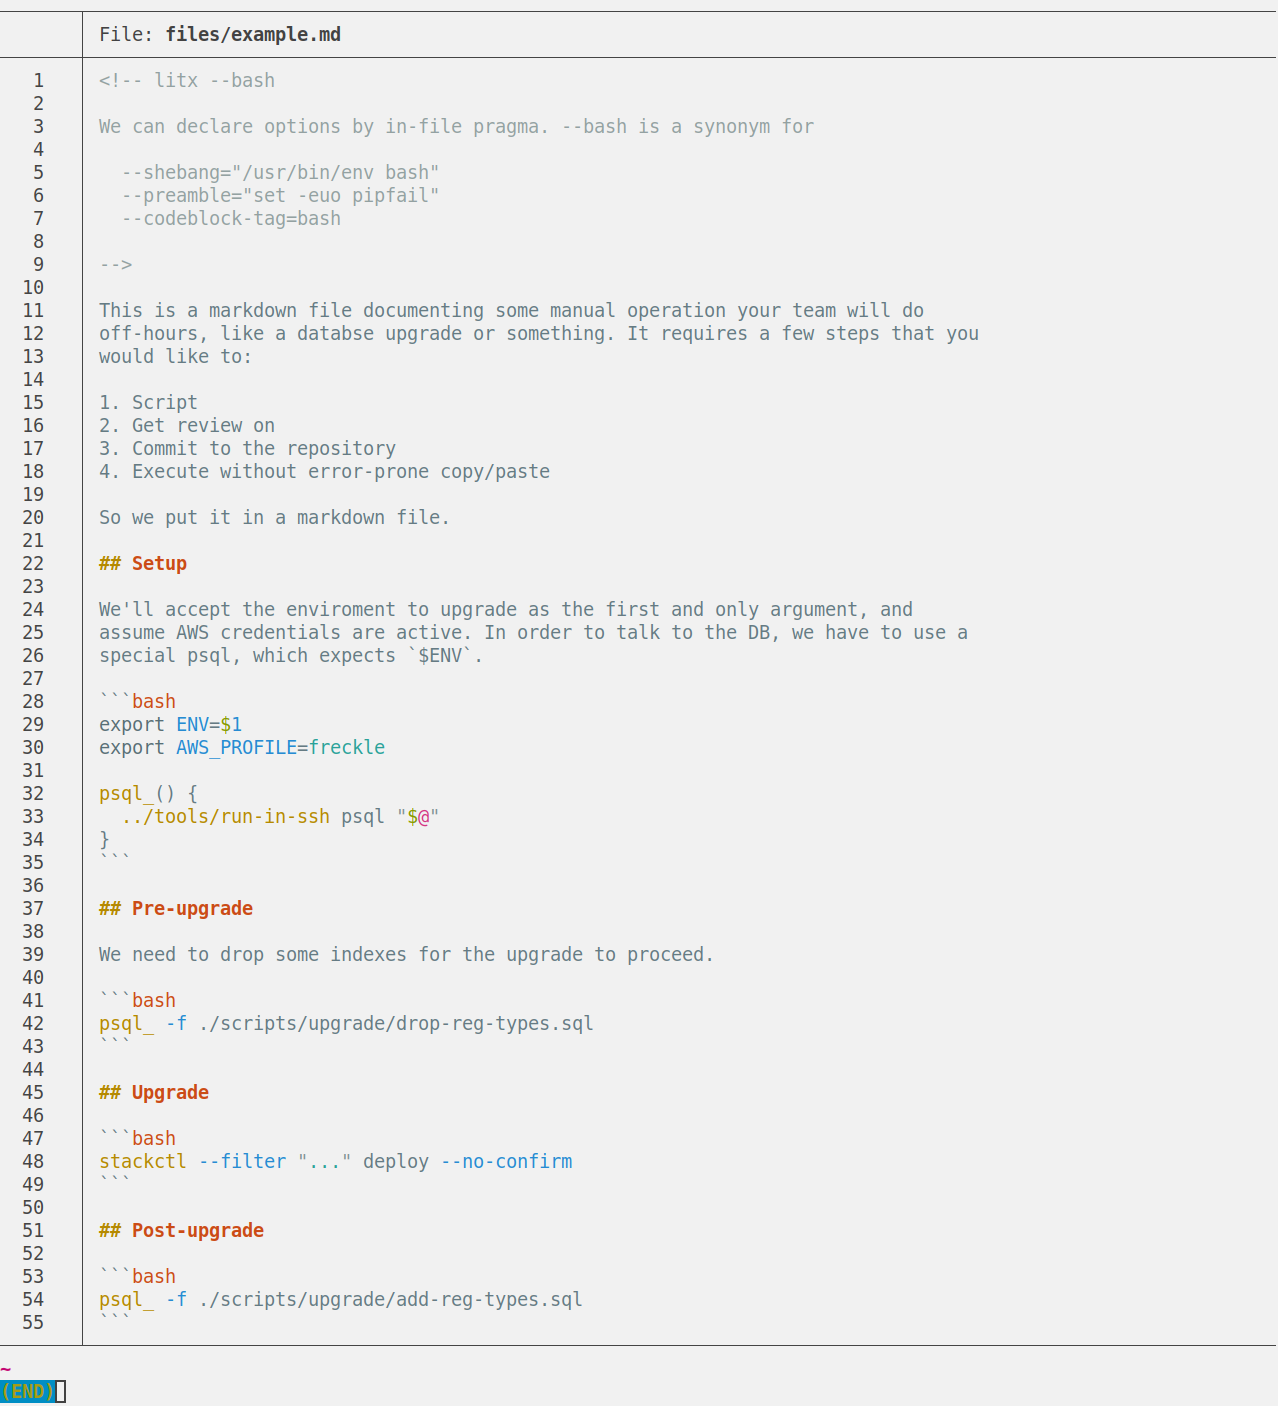 File: files/example.md
1 <!-- litx --bash
2
3 We can declare options by in-file pragma. --bash is a synonym for
4
5   --shebang="/usr/bin/env bash"
6   --preamble="set -euo pipfail"
7   --codeblock-tag=bash
8
9 -->
10
11 This is a markdown file documenting some manual operation your team will do
12 off-hours, like a databse upgrade or something. It requires a few steps that you
13 would like to:
14
15 1. Script
16 2. Get review on
17 3. Commit to the repository
18 4. Execute without error-prone copy/paste
19
20 So we put it in a markdown file.
21
22 ## Setup
23
24 We'll accept the enviroment to upgrade as the first and only argument, and
25 assume AWS credentials are active. In order to talk to the DB, we have to use a
26 special psql, which expects `$ENV`.
27
28 ```bash
29 export ENV=$1
30 export AWS_PROFILE=freckle
31
32 psql_() {
33   ../tools/run-in-ssh psql "$@"
34 }
35 ```
36
37 ## Pre-upgrade
38
39 We need to drop some indexes for the upgrade to proceed.
40
41 ```bash
42 psql_ -f ./scripts/upgrade/drop-reg-types.sql
43 ```
44
45 ## Upgrade
46
47 ```bash
48 stackctl --filter "..." deploy --no-confirm
49 ```
50
51 ## Post-upgrade
52
53 ```bash
54 psql_ -f ./scripts/upgrade/add-reg-types.sql
55 ```
~
(END)